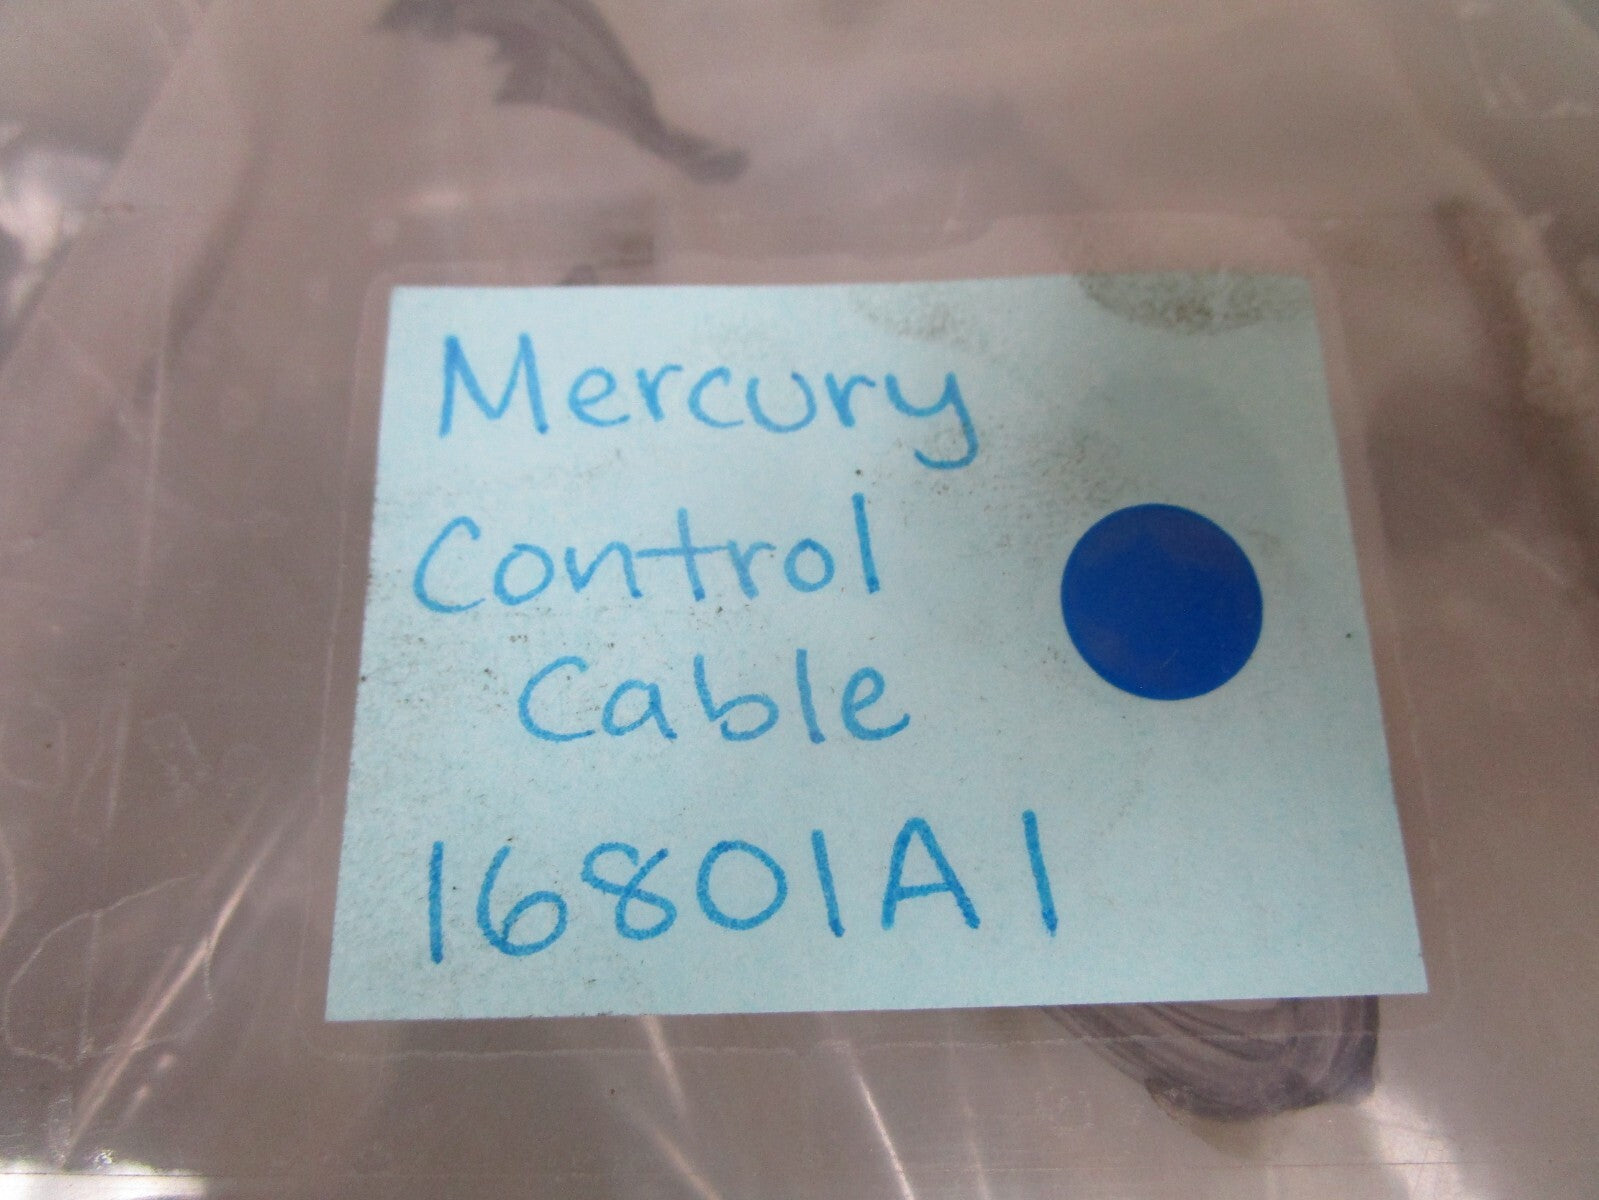 Mercury
Control
Cable
16801A1